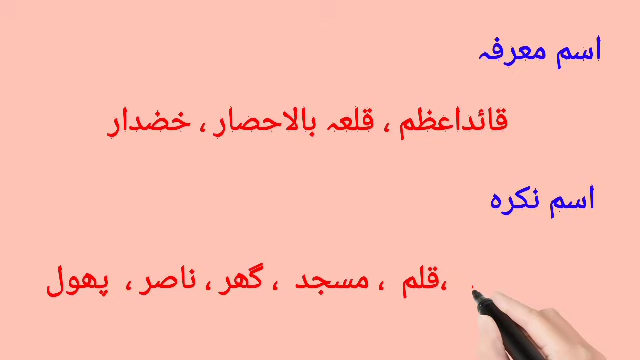 اسم معرفہ
قائداعظم ، قلعہ بالاحصار ، خضدار
اسم نکرہ
،قلم ، مسجد ، گھر ، ناصر ، پھول